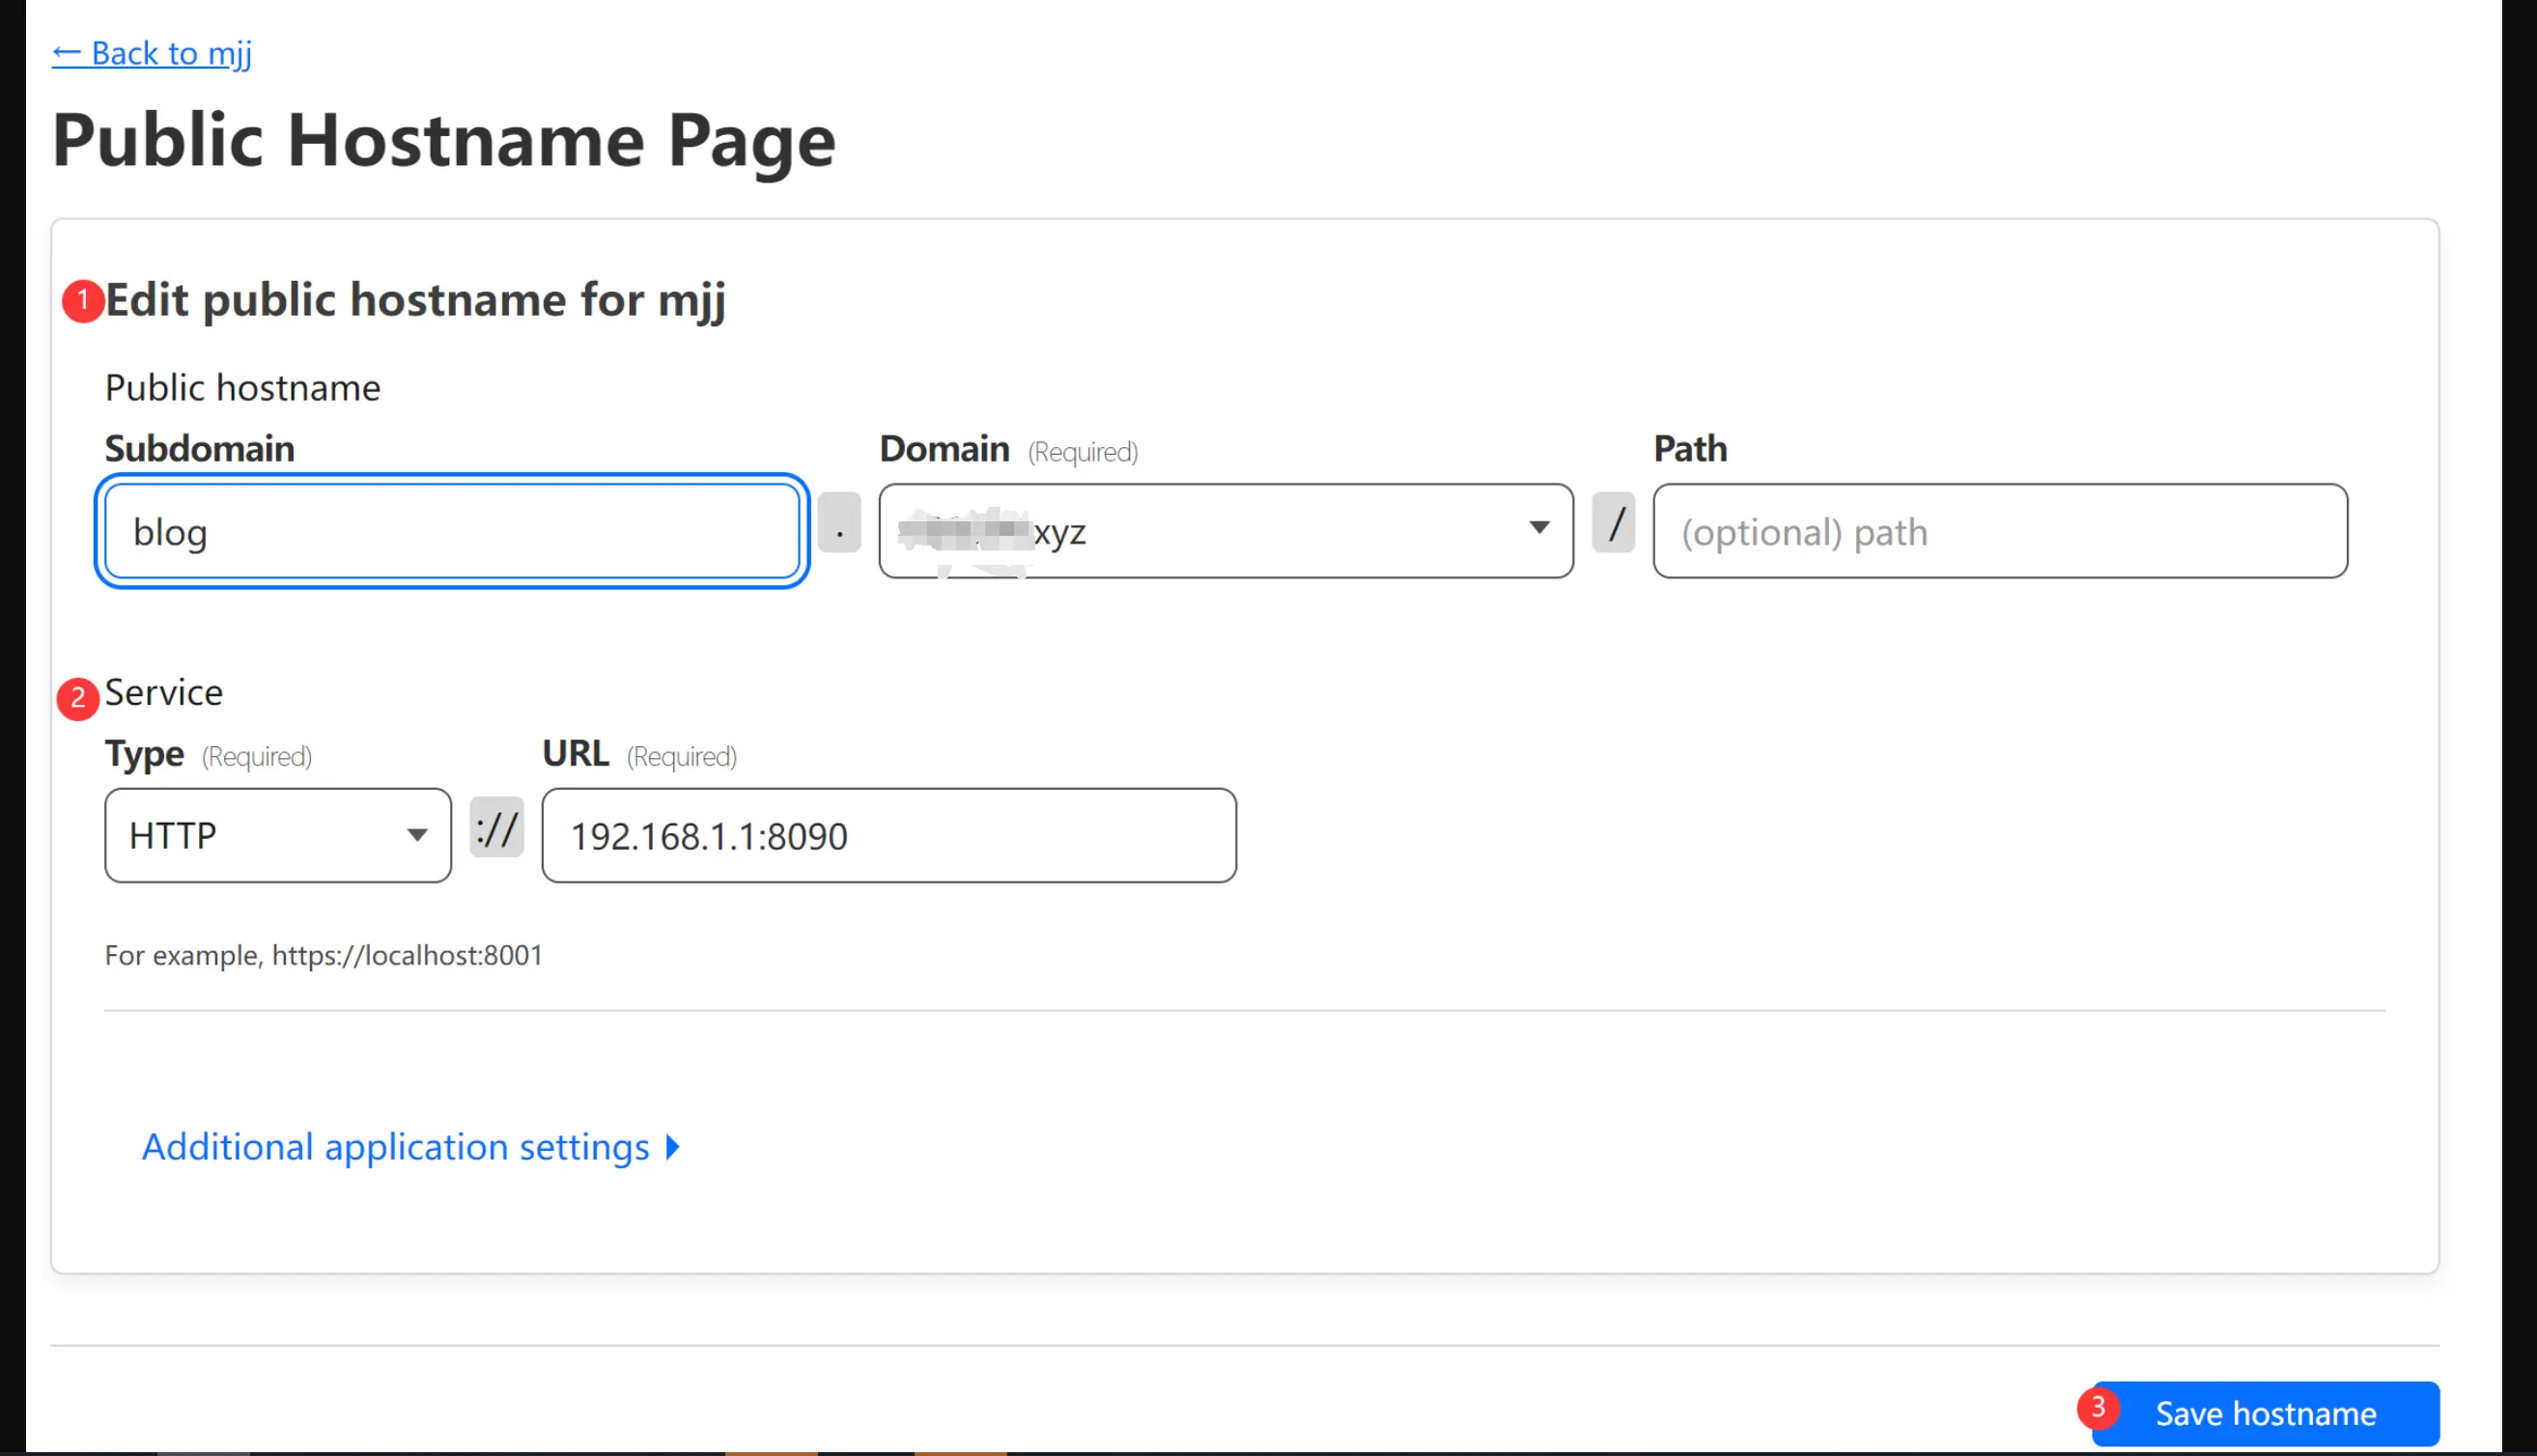 ← Back to mjj
Public Hostname Page
1 Edit public hostname for mjj
Public hostname
Subdomain Domain (Required) Path
blog . xyz / (optional) path
2 Service
Type (Required) URL (Required)
HTTP :// 192.168.1.1:8090
For example, https://localhost:8001
Additional application settings
3 Save hostname